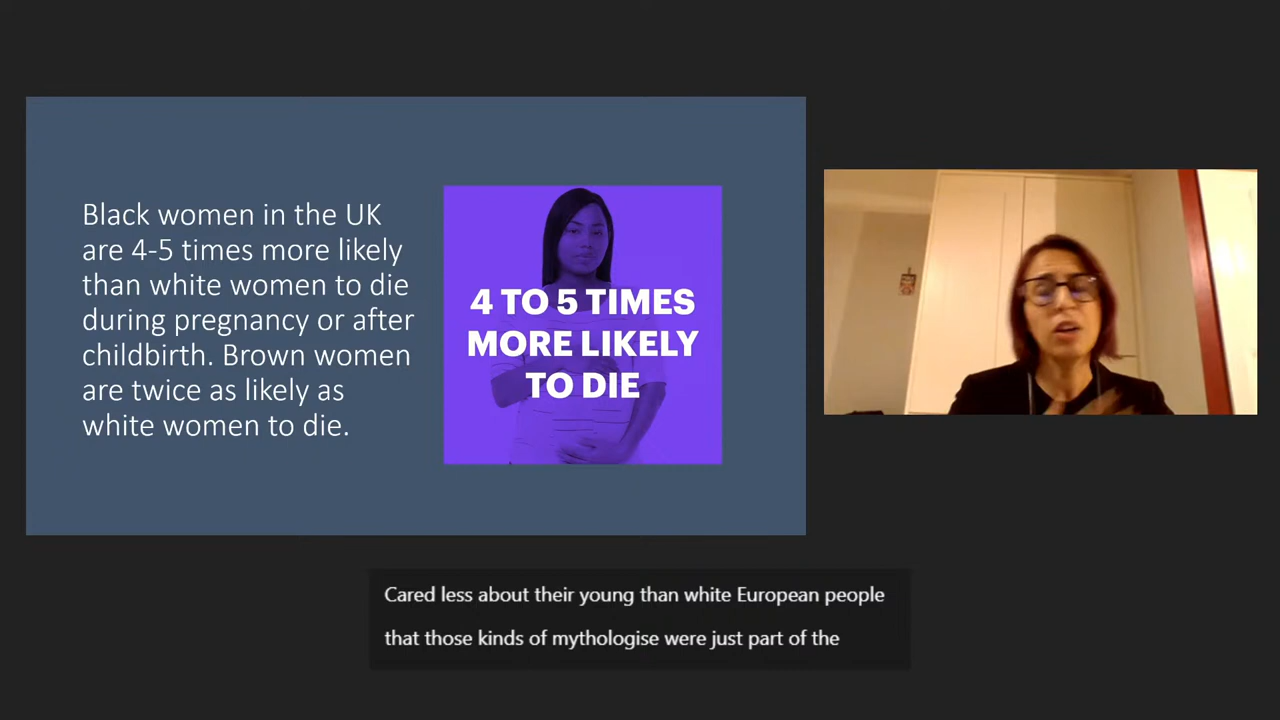 Black women in the UK
are 4-5 times more likely
than white women to die
during pregnancy or after
childbirth. Brown women
are twice as likely as
white women to die.
4 TO 5 TIMES
MORE LIKELY
TO DIE
Cared less about their young than white European people
that those kinds of mythologise were just part of the